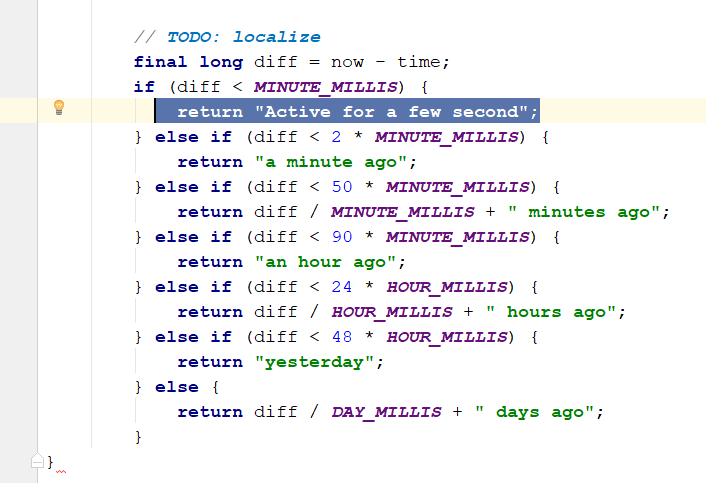 // TODO: localize
final long diff = now - time;
if (diff < MINUTE_MILLIS) {
return "Active for a few second";
} else if (diff < 2 * MINUTE_MILLIS) {
return "a minute ago";
} else if (diff < 50 * MINUTE_MILLIS) {
return diff / MINUTE_MILLIS + " minutes ago";
} else if (diff < 90 * MINUTE_MILLIS) {
return "an hour ago";
} else if (diff < 24 * HOUR_MILLIS) {
return diff / HOUR_MILLIS + " hours ago";
} else if (diff < 48 * HOUR_MILLIS) {
return "yesterday";
} else {
return diff / DAY_MILLIS + " days ago";
}
}